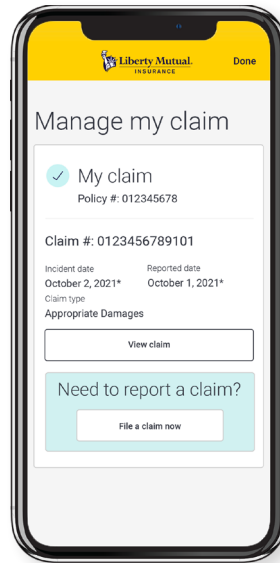 Liberty Mutual.
INSURANCE
Done
Manage my claim
My claim
Policy #: 012345678
Claim #: 0123456789101
Incident date
Reported date
October 2, 2021*
October 1, 2021*
Claim type
Appropriate Damages
View claim
Need to report a claim?
File a claim now